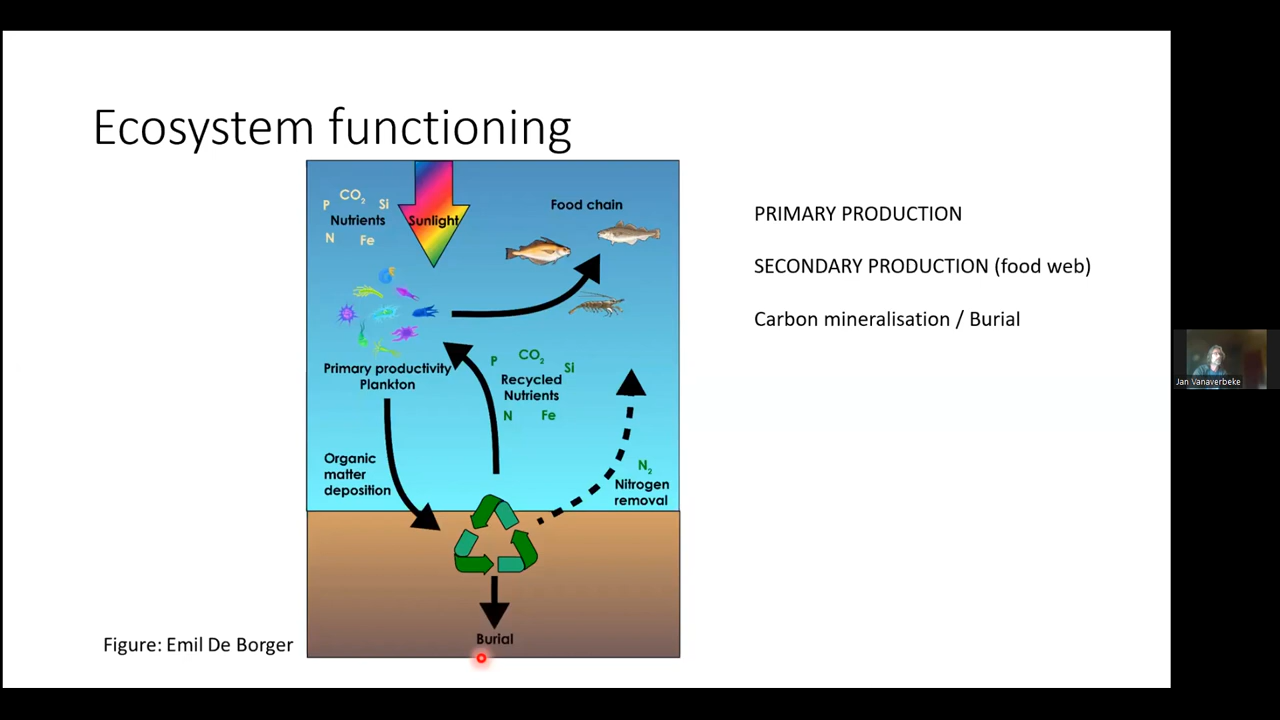 Ecosystem functioning
P CO2 Si
Nutrients
N Fe
Sunlight
Food chain
Primary productivity
Plankton
P CO2 Si
Recycled
Nutrients
N Fe
Organic
matter
deposition
N2
Nitrogen
removal
Burial
PRIMARY PRODUCTION
SECONDARY PRODUCTION (food web)
Carbon mineralisation / Burial
Figure: Emil De Borger
Jan Vanaverbeke